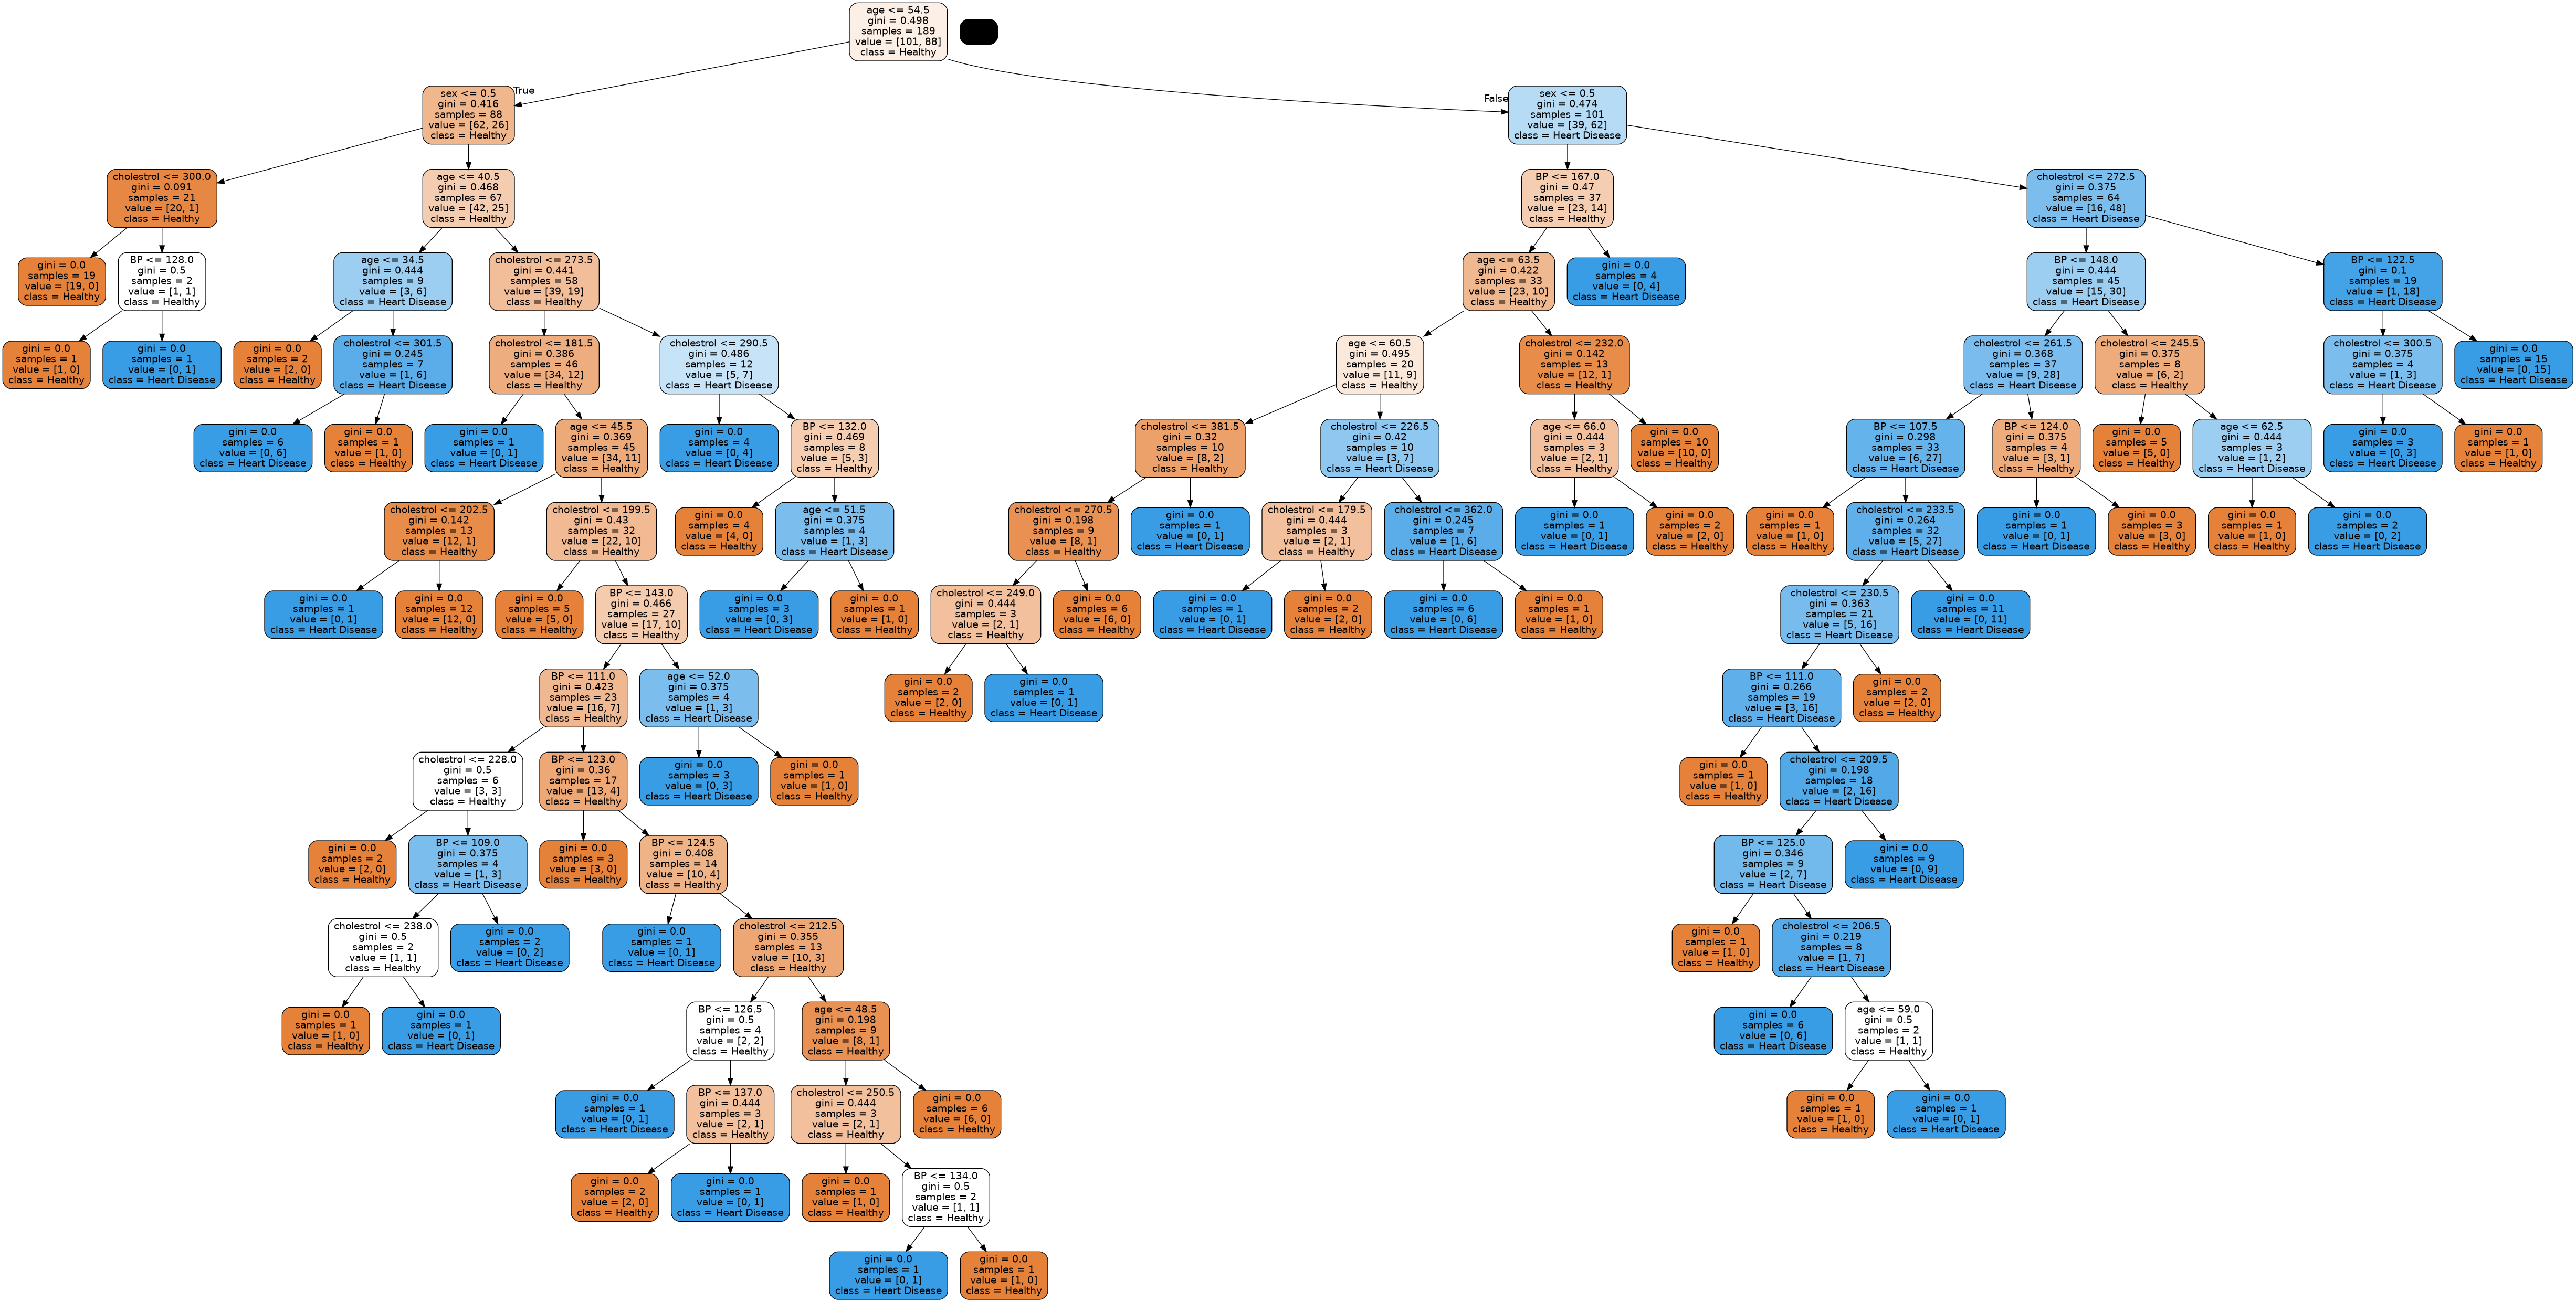 age <= 54.5
gini = 0.498
samples = 189
value = [101, 88]
class = Healthy
True
False
sex <= 0.5
gini = 0.416
samples = 88
value = [62, 26]
class = Healthy
sex <= 0.5
gini = 0.474
samples = 101
value = [39, 62]
class = Heart Disease
cholestrol <= 300.0
gini = 0.091
samples = 21
value = [20, 1]
class = Healthy
age <= 40.5
gini = 0.468
samples = 67
value = [42, 25]
class = Healthy
BP <= 167.0
gini = 0.47
samples = 37
value = [23, 14]
class = Healthy
cholestrol <= 272.5
gini = 0.375
samples = 64
value = [16, 48]
class = Heart Disease
gini = 0.0
samples = 19
value = [19, 0]
class = Healthy
BP <= 128.0
gini = 0.5
samples = 2
value = [1, 1]
class = Healthy
age <= 34.5
gini = 0.444
samples = 9
value = [3, 6]
class = Heart Disease
cholestrol <= 273.5
gini = 0.441
samples = 58
value = [39, 19]
class = Healthy
age <= 63.5
gini = 0.422
samples = 33
value = [23, 10]
class = Healthy
gini = 0.0
samples = 4
value = [0, 4]
class = Heart Disease
BP <= 148.0
gini = 0.444
samples = 45
value = [15, 30]
class = Heart Disease
BP <= 122.5
gini = 0.1
samples = 19
value = [1, 18]
class = Heart Disease
gini = 0.0
samples = 1
value = [1, 0]
class = Healthy
gini = 0.0
samples = 1
value = [0, 1]
class = Heart Disease
gini = 0.0
samples = 2
value = [2, 0]
class = Healthy
cholestrol <= 301.5
gini = 0.245
samples = 7
value = [1, 6]
class = Heart Disease
cholestrol <= 181.5
gini = 0.386
samples = 46
value = [34, 12]
class = Healthy
cholestrol <= 290.5
gini = 0.486
samples = 12
value = [5, 7]
class = Heart Disease
age <= 60.5
gini = 0.495
samples = 20
value = [11, 9]
class = Healthy
cholestrol <= 232.0
gini = 0.142
samples = 13
value = [12, 1]
class = Healthy
cholestrol <= 261.5
gini = 0.368
samples = 37
value = [9, 28]
class = Heart Disease
cholestrol <= 245.5
gini = 0.375
samples = 8
value = [6, 2]
class = Healthy
cholestrol <= 300.5
gini = 0.375
samples = 4
value = [1, 3]
class = Heart Disease
gini = 0.0
samples = 15
value = [0, 15]
class = Heart Disease
gini = 0.0
samples = 6
value = [0, 6]
class = Heart Disease
gini = 0.0
samples = 1
value = [1, 0]
class = Healthy
gini = 0.0
samples = 1
value = [0, 1]
class = Heart Disease
age <= 45.5
gini = 0.369
samples = 45
value = [34, 11]
class = Healthy
gini = 0.0
samples = 4
value = [0, 4]
class = Heart Disease
BP <= 132.0
gini = 0.469
samples = 8
value = [5, 3]
class = Healthy
cholestrol <= 381.5
gini = 0.32
samples = 10
value = [8, 2]
class = Healthy
cholestrol <= 226.5
gini = 0.42
samples = 10
value = [3, 7]
class = Heart Disease
age <= 66.0
gini = 0.444
samples = 3
value = [2, 1]
class = Healthy
gini = 0.0
samples = 10
value = [10, 0]
class = Healthy
BP <= 107.5
gini = 0.298
samples = 33
value = [6, 27]
class = Heart Disease
BP <= 124.0
gini = 0.375
samples = 4
value = [3, 1]
class = Healthy
gini = 0.0
samples = 5
value = [5, 0]
class = Healthy
age <= 62.5
gini = 0.444
samples = 3
value = [1, 2]
class = Heart Disease
gini = 0.0
samples = 3
value = [0, 3]
class = Heart Disease
gini = 0.0
samples = 1
value = [1, 0]
class = Healthy
cholestrol <= 202.5
gini = 0.142
samples = 13
value = [12, 1]
class = Healthy
cholestrol <= 199.5
gini = 0.43
samples = 32
value = [22, 10]
class = Healthy
gini = 0.0
samples = 4
value = [4, 0]
class = Healthy
age <= 51.5
gini = 0.375
samples = 4
value = [1, 3]
class = Heart Disease
cholestrol <= 270.5
gini = 0.198
samples = 9
value = [8, 1]
class = Healthy
gini = 0.0
samples = 1
value = [0, 1]
class = Heart Disease
cholestrol <= 179.5
gini = 0.444
samples = 3
value = [2, 1]
class = Healthy
cholestrol <= 362.0
gini = 0.245
samples = 7
value = [1, 6]
class = Heart Disease
gini = 0.0
samples = 1
value = [0, 1]
class = Heart Disease
gini = 0.0
samples = 2
value = [2, 0]
class = Healthy
gini = 0.0
samples = 1
value = [1, 0]
class = Healthy
cholestrol <= 233.5
gini = 0.264
samples = 32
value = [5, 27]
class = Heart Disease
gini = 0.0
samples = 1
value = [0, 1]
class = Heart Disease
gini = 0.0
samples = 3
value = [3, 0]
class = Healthy
gini = 0.0
samples = 1
value = [1, 0]
class = Healthy
gini = 0.0
samples = 2
value = [0, 2]
class = Heart Disease
gini = 0.0
samples = 1
value = [0, 1]
class = Heart Disease
gini = 0.0
samples = 12
value = [12, 0]
class = Healthy
gini = 0.0
samples = 5
value = [5, 0]
class = Healthy
BP <= 143.0
gini = 0.466
samples = 27
value = [17, 10]
class = Healthy
gini = 0.0
samples = 3
value = [0, 3]
class = Heart Disease
gini = 0.0
samples = 1
value = [1, 0]
class = Healthy
cholestrol <= 249.0
gini = 0.444
samples = 3
value = [2, 1]
class = Healthy
gini = 0.0
samples = 6
value = [6, 0]
class = Healthy
gini = 0.0
samples = 1
value = [0, 1]
class = Heart Disease
gini = 0.0
samples = 2
value = [2, 0]
class = Healthy
gini = 0.0
samples = 6
value = [0, 6]
class = Heart Disease
gini = 0.0
samples = 1
value = [1, 0]
class = Healthy
cholestrol <= 230.5
gini = 0.363
samples = 21
value = [5, 16]
class = Heart Disease
gini = 0.0
samples = 11
value = [0, 11]
class = Heart Disease
BP <= 111.0
gini = 0.423
samples = 23
value = [16, 7]
class = Healthy
age <= 52.0
gini = 0.375
samples = 4
value = [1, 3]
class = Heart Disease
gini = 0.0
samples = 2
value = [2, 0]
class = Healthy
gini = 0.0
samples = 1
value = [0, 1]
class = Heart Disease
BP <= 111.0
gini = 0.266
samples = 19
value = [3, 16]
class = Heart Disease
gini = 0.0
samples = 2
value = [2, 0]
class = Healthy
cholestrol <= 228.0
gini = 0.5
samples = 6
value = [3, 3]
class = Healthy
BP <= 123.0
gini = 0.36
samples = 17
value = [13, 4]
class = Healthy
gini = 0.0
samples = 3
value = [0, 3]
class = Heart Disease
gini = 0.0
samples = 1
value = [1, 0]
class = Healthy
gini = 0.0
samples = 1
value = [1, 0]
class = Healthy
cholestrol <= 209.5
gini = 0.198
samples = 18
value = [2, 16]
class = Heart Disease
gini = 0.0
samples = 2
value = [2, 0]
class = Healthy
BP <= 109.0
gini = 0.375
samples = 4
value = [1, 3]
class = Heart Disease
gini = 0.0
samples = 3
value = [3, 0]
class = Healthy
BP <= 124.5
gini = 0.408
samples = 14
value = [10, 4]
class = Healthy
BP <= 125.0
gini = 0.346
samples = 9
value = [2, 7]
class = Heart Disease
gini = 0.0
samples = 9
value = [0, 9]
class = Heart Disease
cholestrol <= 238.0
gini = 0.5
samples = 2
value = [1, 1]
class = Healthy
gini = 0.0
samples = 2
value = [0, 2]
class = Heart Disease
gini = 0.0
samples = 1
value = [0, 1]
class = Heart Disease
cholestrol <= 212.5
gini = 0.355
samples = 13
value = [10, 3]
class = Healthy
gini = 0.0
samples = 1
value = [1, 0]
class = Healthy
cholestrol <= 206.5
gini = 0.219
samples = 8
value = [1, 7]
class = Heart Disease
gini = 0.0
samples = 1
value = [1, 0]
class = Healthy
gini = 0.0
samples = 1
value = [0, 1]
class = Heart Disease
BP <= 126.5
gini = 0.5
samples = 4
value = [2, 2]
class = Healthy
age <= 48.5
gini = 0.198
samples = 9
value = [8, 1]
class = Healthy
gini = 0.0
samples = 6
value = [0, 6]
class = Heart Disease
age <= 59.0
gini = 0.5
samples = 2
value = [1, 1]
class = Healthy
gini = 0.0
samples = 1
value = [0, 1]
class = Heart Disease
BP <= 137.0
gini = 0.444
samples = 3
value = [2, 1]
class = Healthy
cholestrol <= 250.5
gini = 0.444
samples = 3
value = [2, 1]
class = Healthy
gini = 0.0
samples = 6
value = [6, 0]
class = Healthy
gini = 0.0
samples = 1
value = [1, 0]
class = Healthy
gini = 0.0
samples = 1
value = [0, 1]
class = Heart Disease
gini = 0.0
samples = 2
value = [2, 0]
class = Healthy
gini = 0.0
samples = 1
value = [0, 1]
class = Heart Disease
gini = 0.0
samples = 1
value = [1, 0]
class = Healthy
BP <= 134.0
gini = 0.5
samples = 2
value = [1, 1]
class = Healthy
gini = 0.0
samples = 1
value = [0, 1]
class = Heart Disease
gini = 0.0
samples = 1
value = [1, 0]
class = Healthy